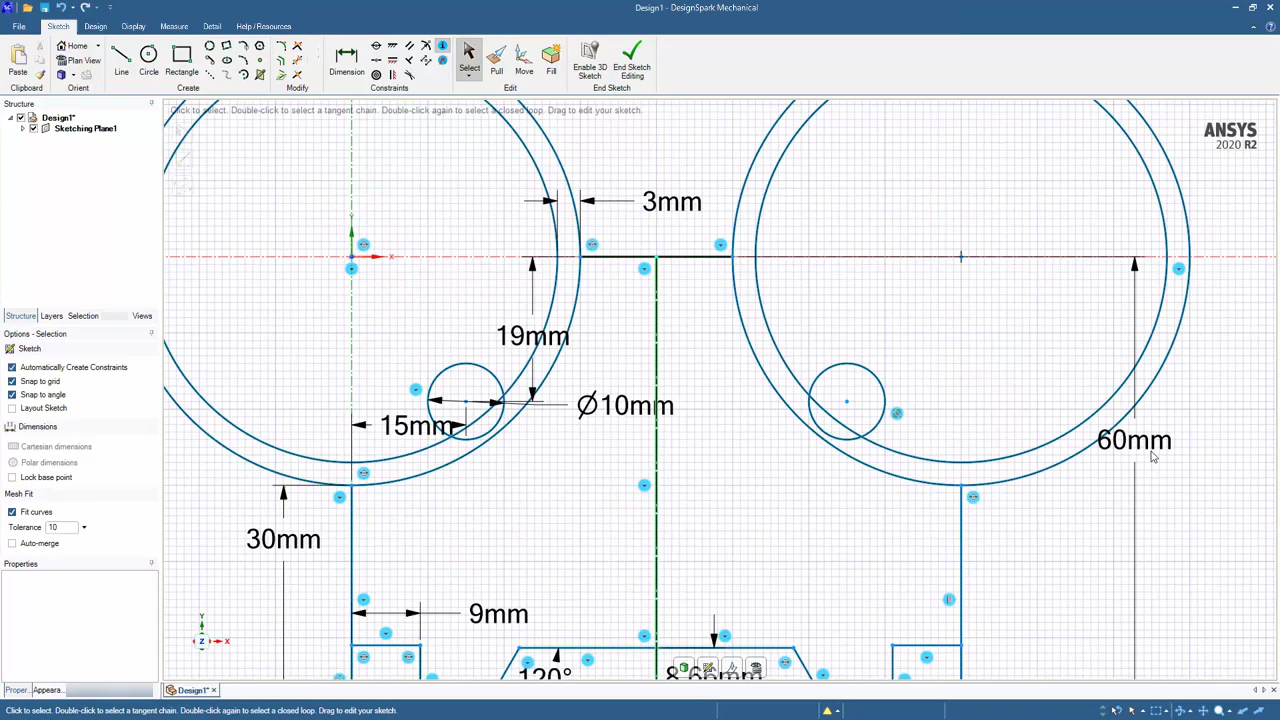 Design1 - DesignSpark Mechanical
File Sketch Design Display Measure Detail Help / Resources
Paste
Home
Plan View
Line
Circle
Rectangle
Dimension
Select
Pull
Move
Fill
Enable 3D Sketch
End Sketch Editing
Clipboard Orient Create Modify Constraints Edit End Sketch
Structure
Design1*
Sketching Plane1
Click to select. Double-click to select a tangent chain. Double-click again to select a closed loop. Drag to edit your sketch.
ANSYS
2020 R2
3mm
X
Y
19mm
Ø10mm
15mm
60mm
30mm
9mm
120°
8.66mm
Structure Layers Selection Views
Options - Selection
Sketch
Automatically Create Constraints
Snap to grid
Snap to angle
Layout Sketch
Dimensions
Cartesian dimensions
Polar dimensions
Lock base point
Mesh Fit
Fit curves
Tolerance 10
Auto-merge
Properties
Y
Z X
Proper... Appeara...
Design1*
Click to select. Double-click to select a tangent chain. Double-click again to select a closed loop. Drag to edit your sketch.